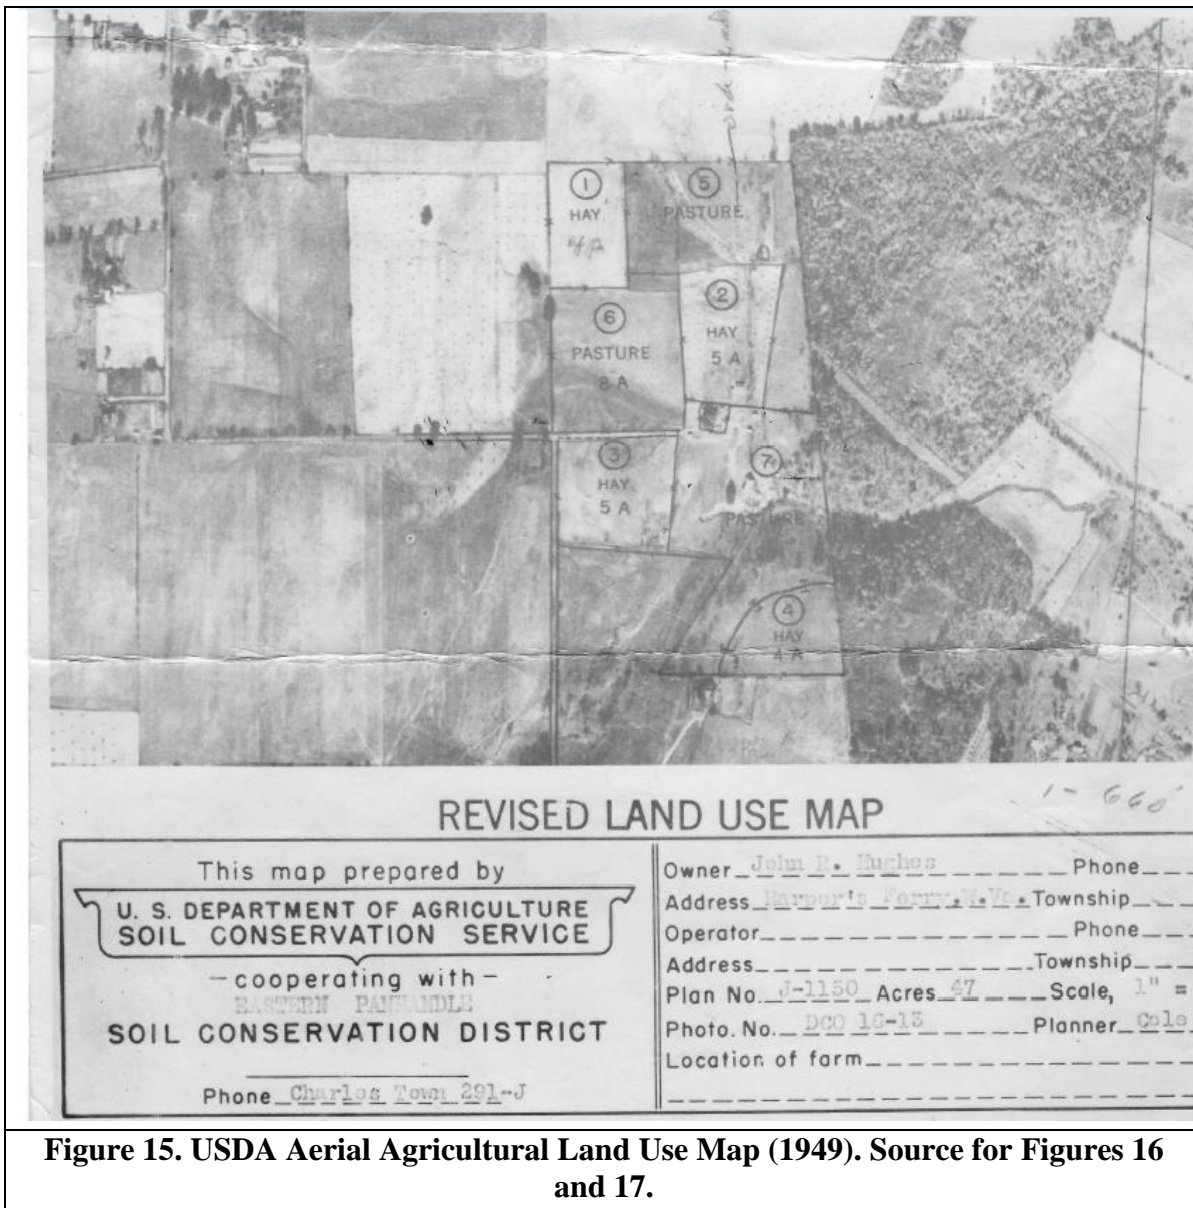 1
HAY
5
PASTURE
2
HAY
5 A
6
PASTURE
8 A
3
HAY
5 A
7
PASTURE
4
HAY
4 A
1- 660'
REVISED LAND USE MAP
This map prepared by
U. S. DEPARTMENT OF AGRICULTURE
SOIL CONSERVATION SERVICE
- cooperating with -
EASTERN PANHANDLE
SOIL CONSERVATION DISTRICT
Phone Charles Town 291-J
Owner John R. Hughes Phone
Address Harper's Ferry, W.Va. Township
Operator Phone
Address Township
Plan No. J-1150 Acres 47 Scale, 1" =
Photo. No. DCO 16-13 Planner Cole
Location of farm
Figure 15. USDA Aerial Agricultural Land Use Map (1949). Source for Figures 16
and 17.